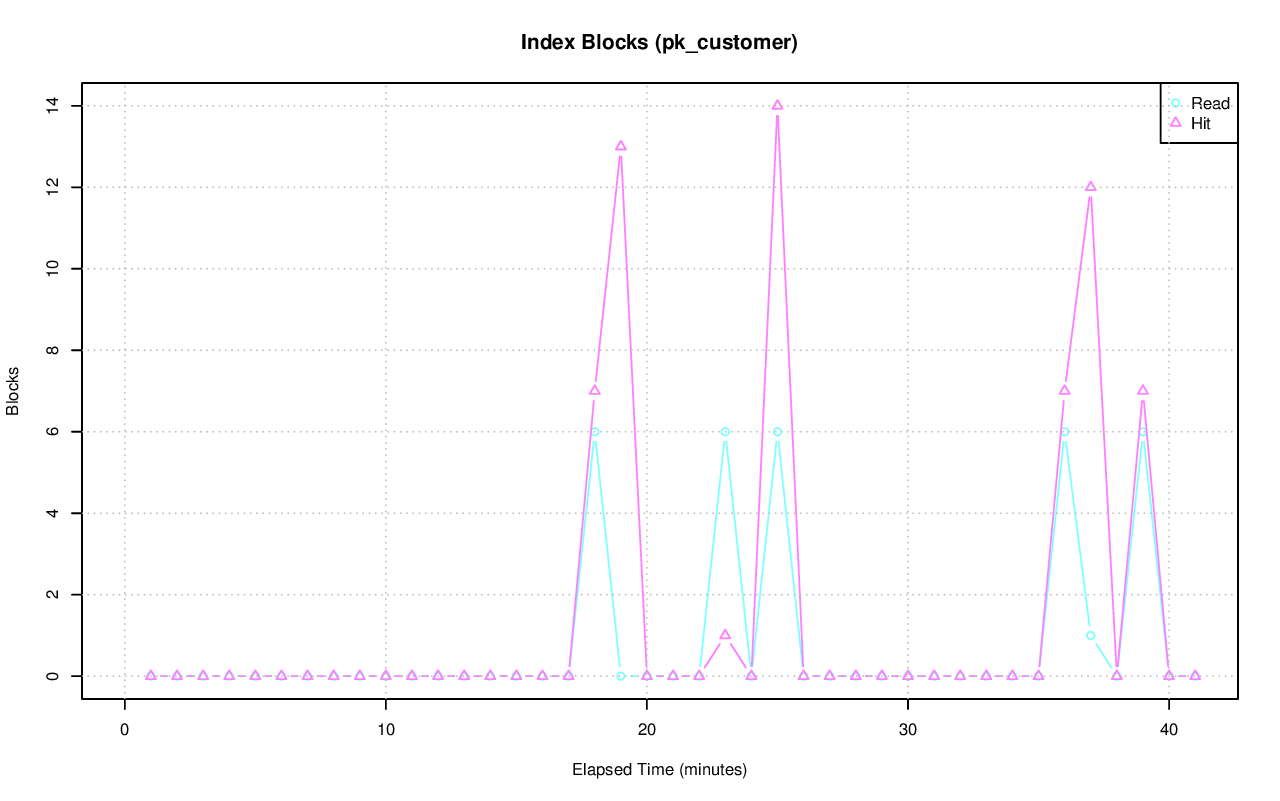 Index Blocks (pk_customer)
Read
Hit
14
12
10
8
6
4
2
0
Blocks
0 10 20 30 40
Elapsed Time (minutes)